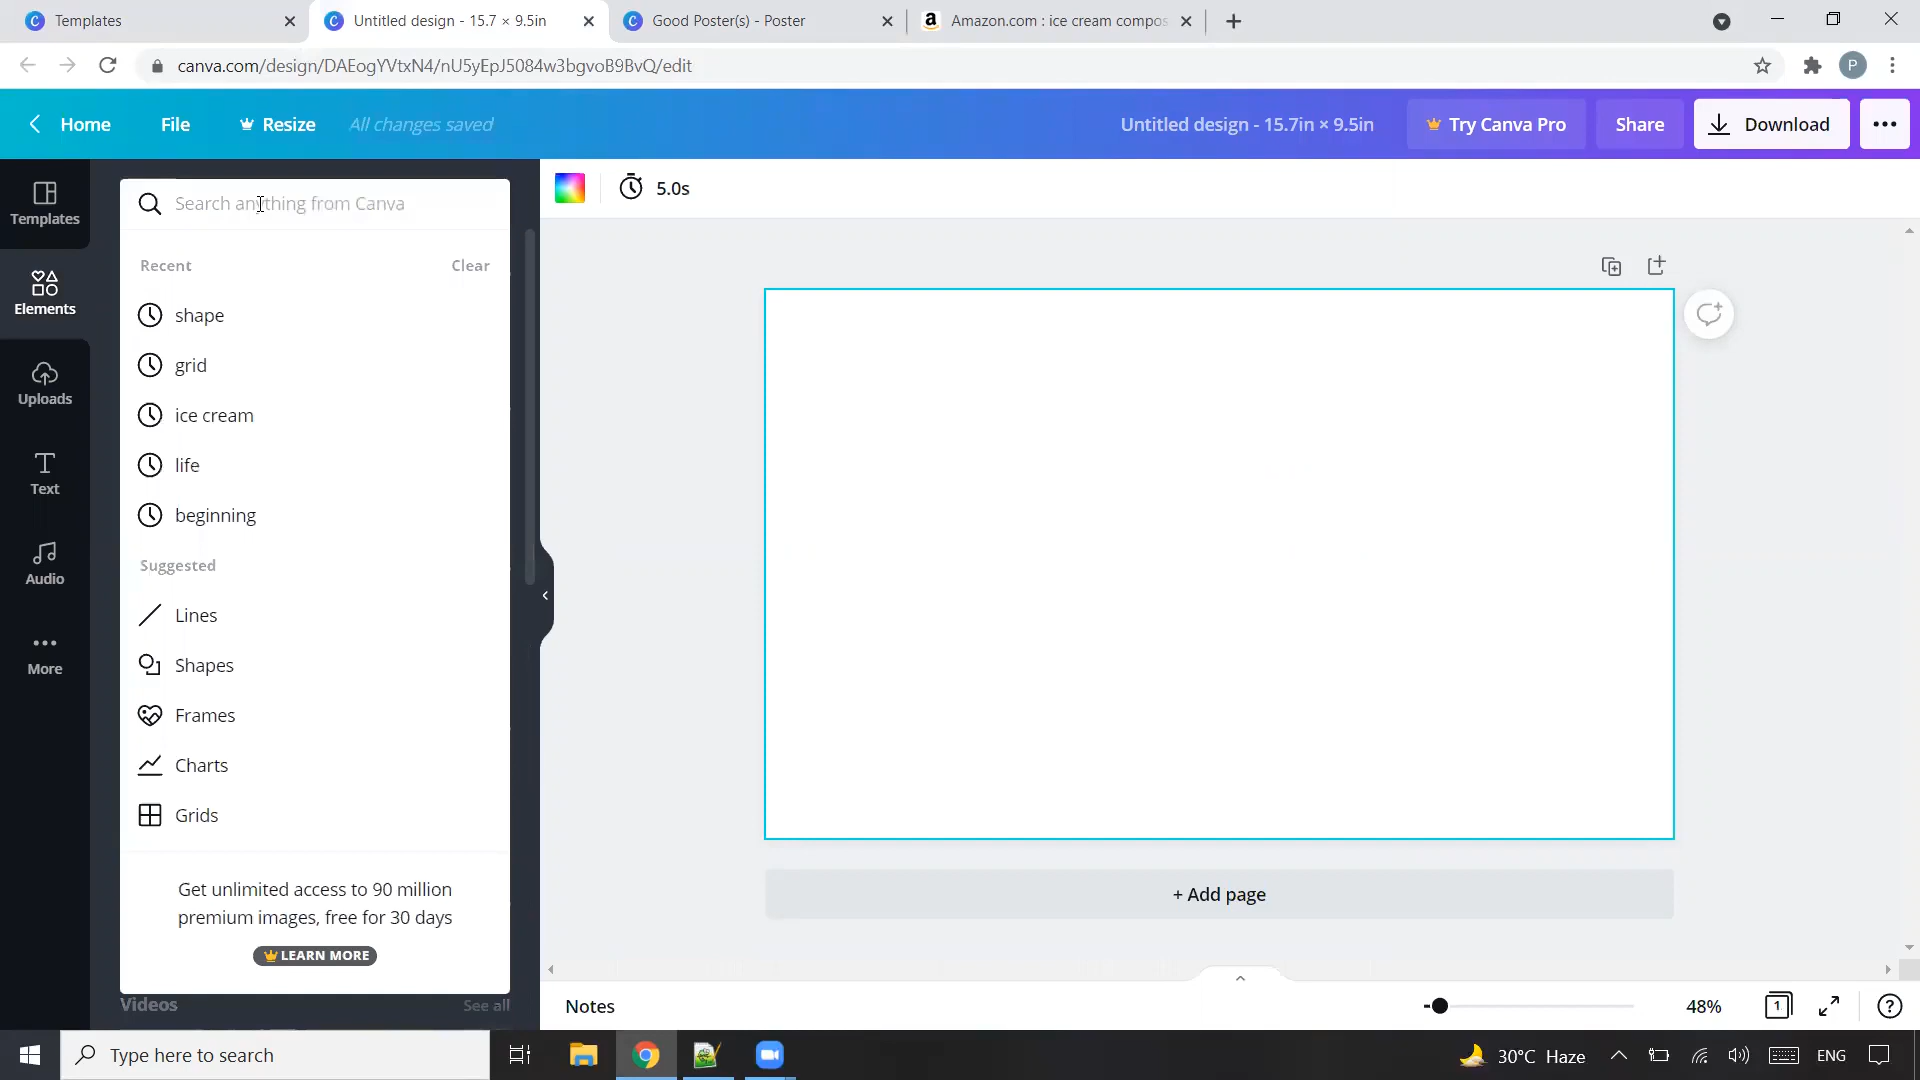 Templates
Untitled design - 15.7 × 9.5in
Good Poster(s) - Poster
Amazon.com : ice cream compos
canva.com/design/DAEogYVtxN4/nU5yEpJ5084w3bgvoB9BvQ/edit
P
Home
File
Resize
All changes saved
Untitled design - 15.7in × 9.5in
Try Canva Pro
Share
Download
Templates
Elements
Uploads
Text
Audio
More
Search anything from Canva
Recent
Clear
shape
grid
ice cream
life
beginning
Suggested
Lines
Shapes
Frames
Charts
Grids
Get unlimited access to 90 million
premium images, free for 30 days
LEARN MORE
Videos
See all
5.0s
+ Add page
Notes
48%
1
Type here to search
30°C Haze
ENG